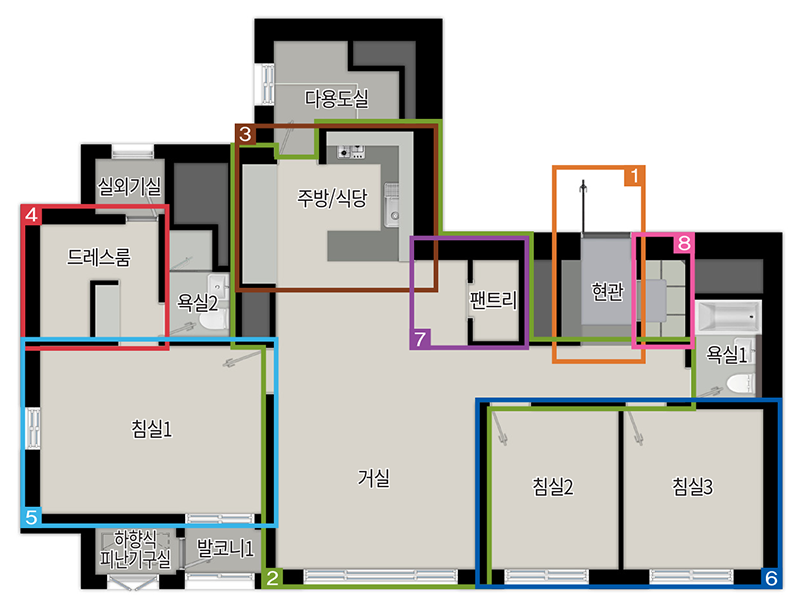 다용도실
3
1
실외기실
주방/식당
4
8
드레스룸
욕실2
팬트리
현관
7
욕실1
침실1
거실
침실2
침실3
5
하향식
피난기구실
발코니1
2
6